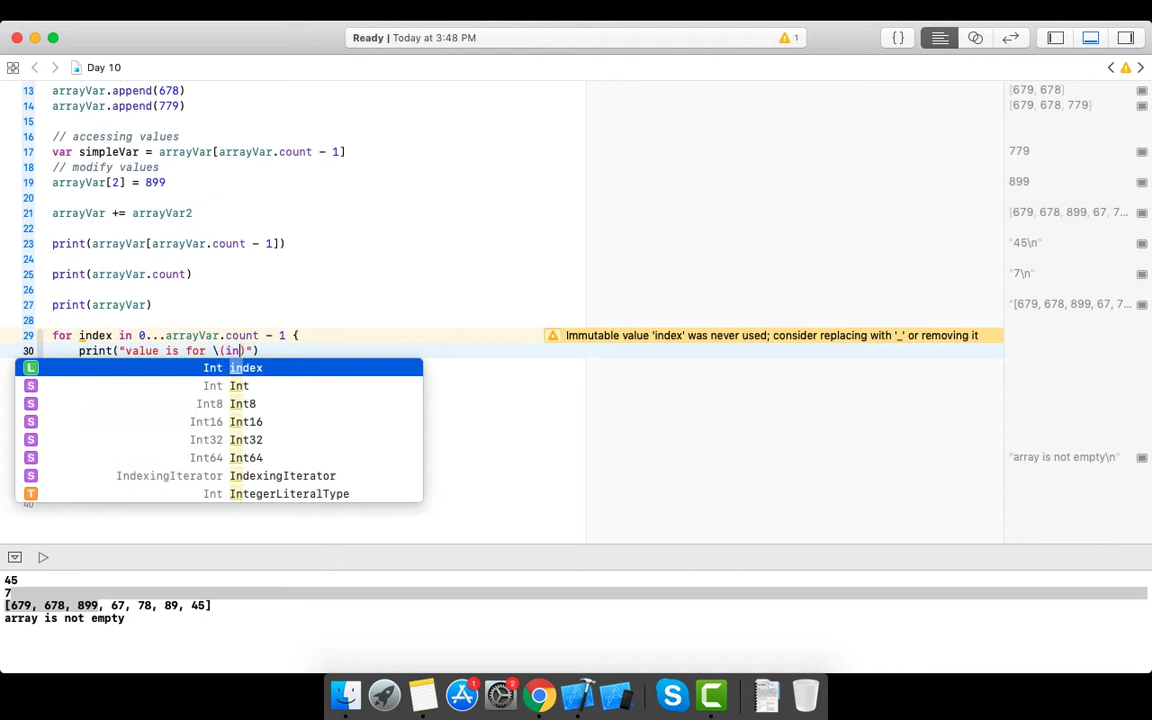 Ready | Today at 3:48 PM
1
Day 10
13 arrayVar.append(678)
[679, 678]
14 arrayVar.append(779)
[679, 678, 779]
15
16 // accessing values
17 var simpleVar = arrayVar[arrayVar.count - 1]
779
18 // modify values
19 arrayVar[2] = 899
899
20
21 arrayVar += arrayVar2
[679, 678, 899, 67, 7...
22
23 print(arrayVar[arrayVar.count - 1])
"45\n"
24
25 print(arrayVar.count)
"7\n"
26
27 print(arrayVar)
"[679, 678, 899, 67, 7...
28
29 for index in 0...arrayVar.count - 1 {
Immutable value 'index' was never used; consider replacing with '_' or removing it
30 print("value is for \(in)")
L Int index
S Int Int
S Int8 Int8
S Int16 Int16
S Int32 Int32
S Int64 Int64
"array is not empty\n"
S IndexingIterator IndexingIterator
T Int IntegerLiteralType
40
45
7
[679, 678, 899, 67, 78, 89, 45]
array is not empty
1
2